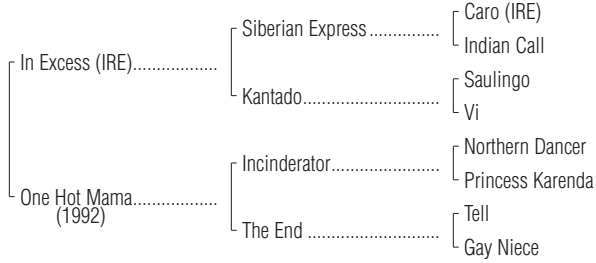 Caro (IRE)
Siberian Express ................
Indian Call
In Excess (IRE)...................
Saulingo
Kantado...............................
Vi
Northern Dancer
Incinderator.........................
Princess Karenda
One Hot Mama...................
(1992)
Tell
The End ..............................
Gay Niece